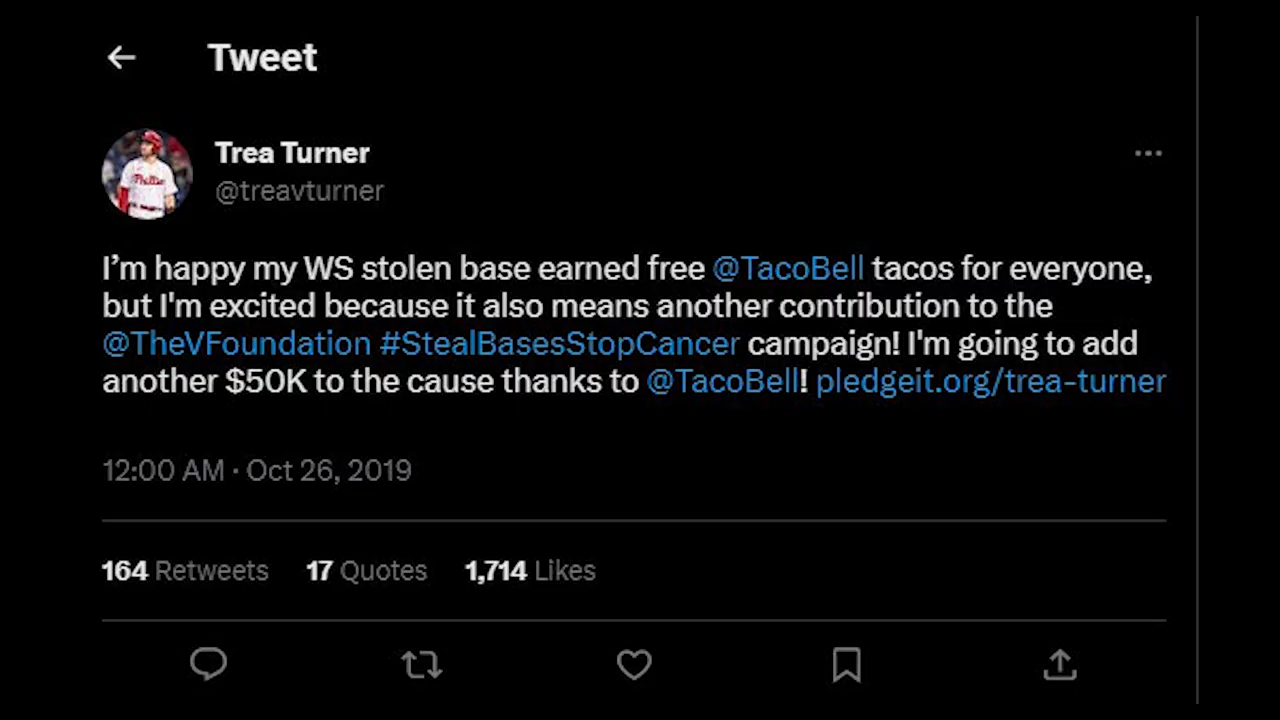 Tweet
Trea Turner
@treavturner
I’m happy my WS stolen base earned free @TacoBell tacos for everyone,
but I'm excited because it also means another contribution to the
@TheVFoundation #StealBasesStopCancer campaign! I'm going to add
another $50K to the cause thanks to @TacoBell! pledgeit.org/trea-turner
12:00 AM · Oct 26, 2019
164 Retweets 17 Quotes 1,714 Likes